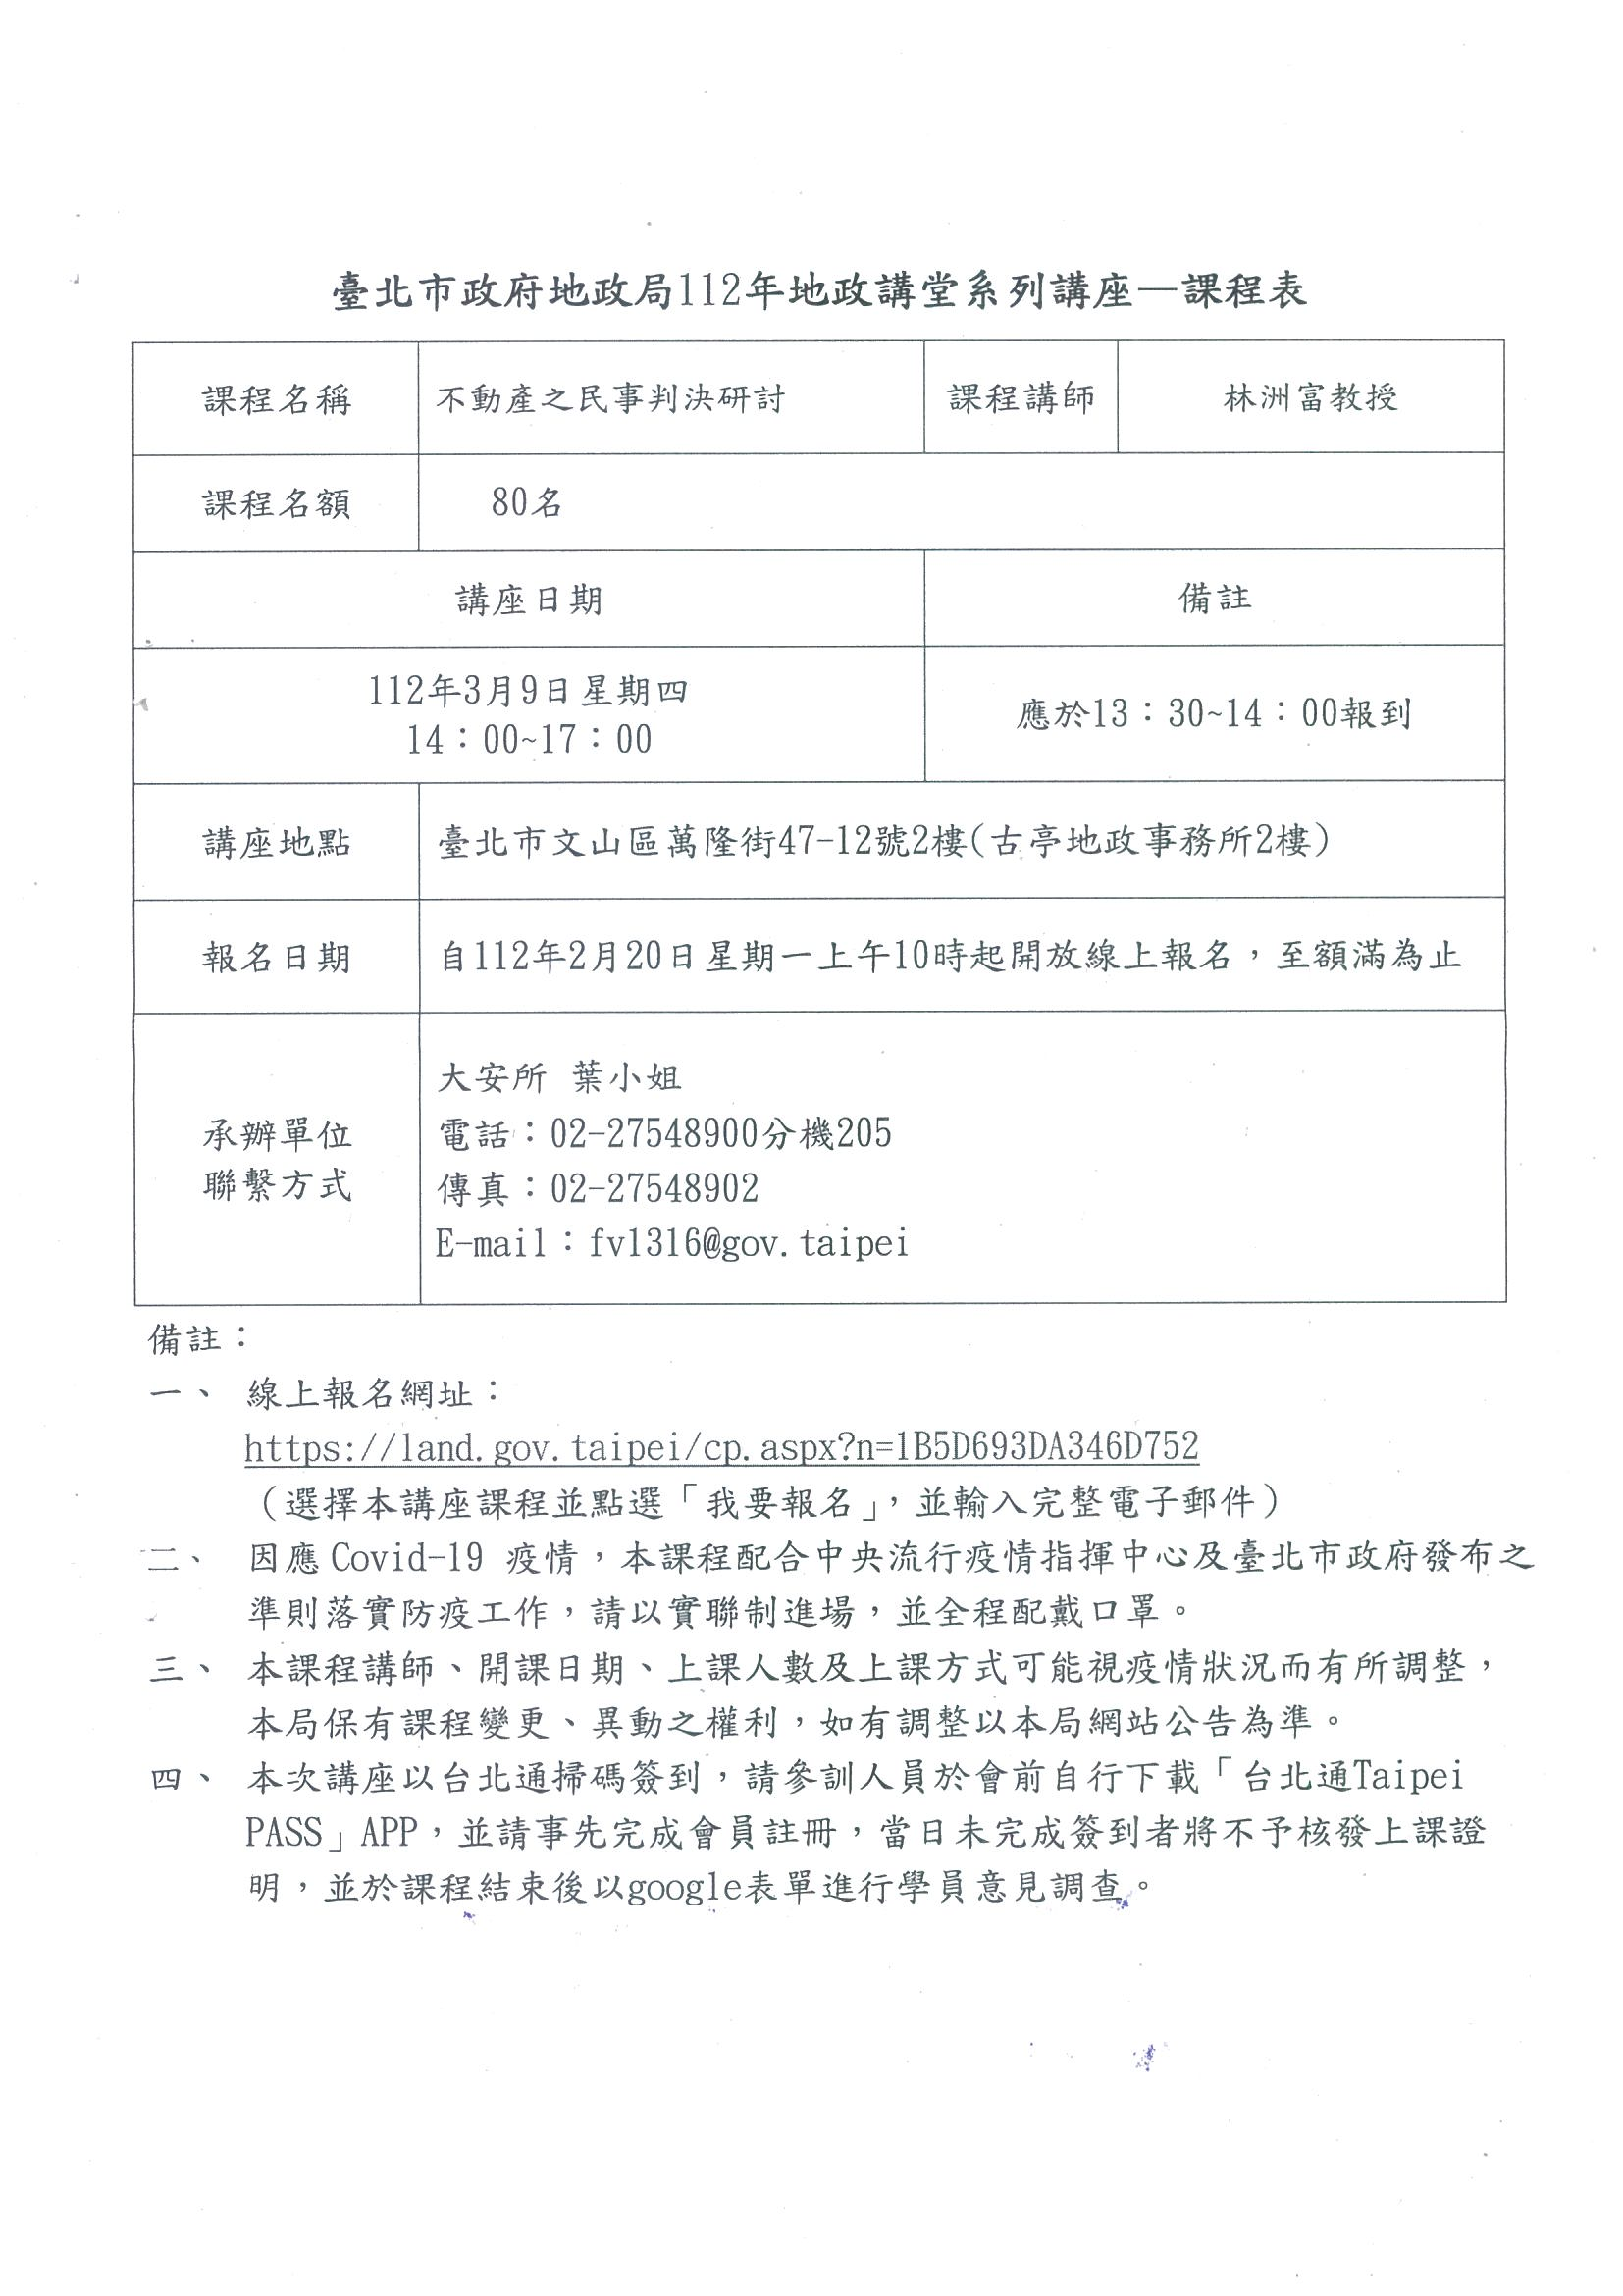 臺北市政府地政局112年地政講堂系列講座—課程表
課程名稱 不動產之民事判決研討 課程講師 林洲富教授
課程名額 80名
講座日期 備註
112年3月9日星期四
14：00~17：00
應於13：30~14：00報到
講座地點 臺北市文山區萬隆街47-12號2樓(古亭地政事務所2樓)
報名日期 自112年2月20日星期一上午10時起開放線上報名，至額滿為止
承辦單位
聯繫方式
大安所 葉小姐
電話：02-27548900分機205
傳真：02-27548902
E-mail：fv1316@gov.taipei
備註：
一、 線上報名網址：
https://land.gov.taipei/cp.aspx?n=1B5D693DA346D752
（選擇本講座課程並點選「我要報名」，並輸入完整電子郵件）
二、 因應 Covid-19 疫情，本課程配合中央流行疫情指揮中心及臺北市政府發布之
準則落實防疫工作，請以實聯制進場，並全程配戴口罩。
三、 本課程講師、開課日期、上課人數及上課方式可能視疫情狀況而有所調整，
本局保有課程變更、異動之權利，如有調整以本局網站公告為準。
四、 本次講座以台北通掃碼簽到，請參訓人員於會前自行下載「台北通Taipei
PASS」APP，並請事先完成會員註冊，當日未完成簽到者將不予核發上課證
明，並於課程結束後以google表單進行學員意見調查。